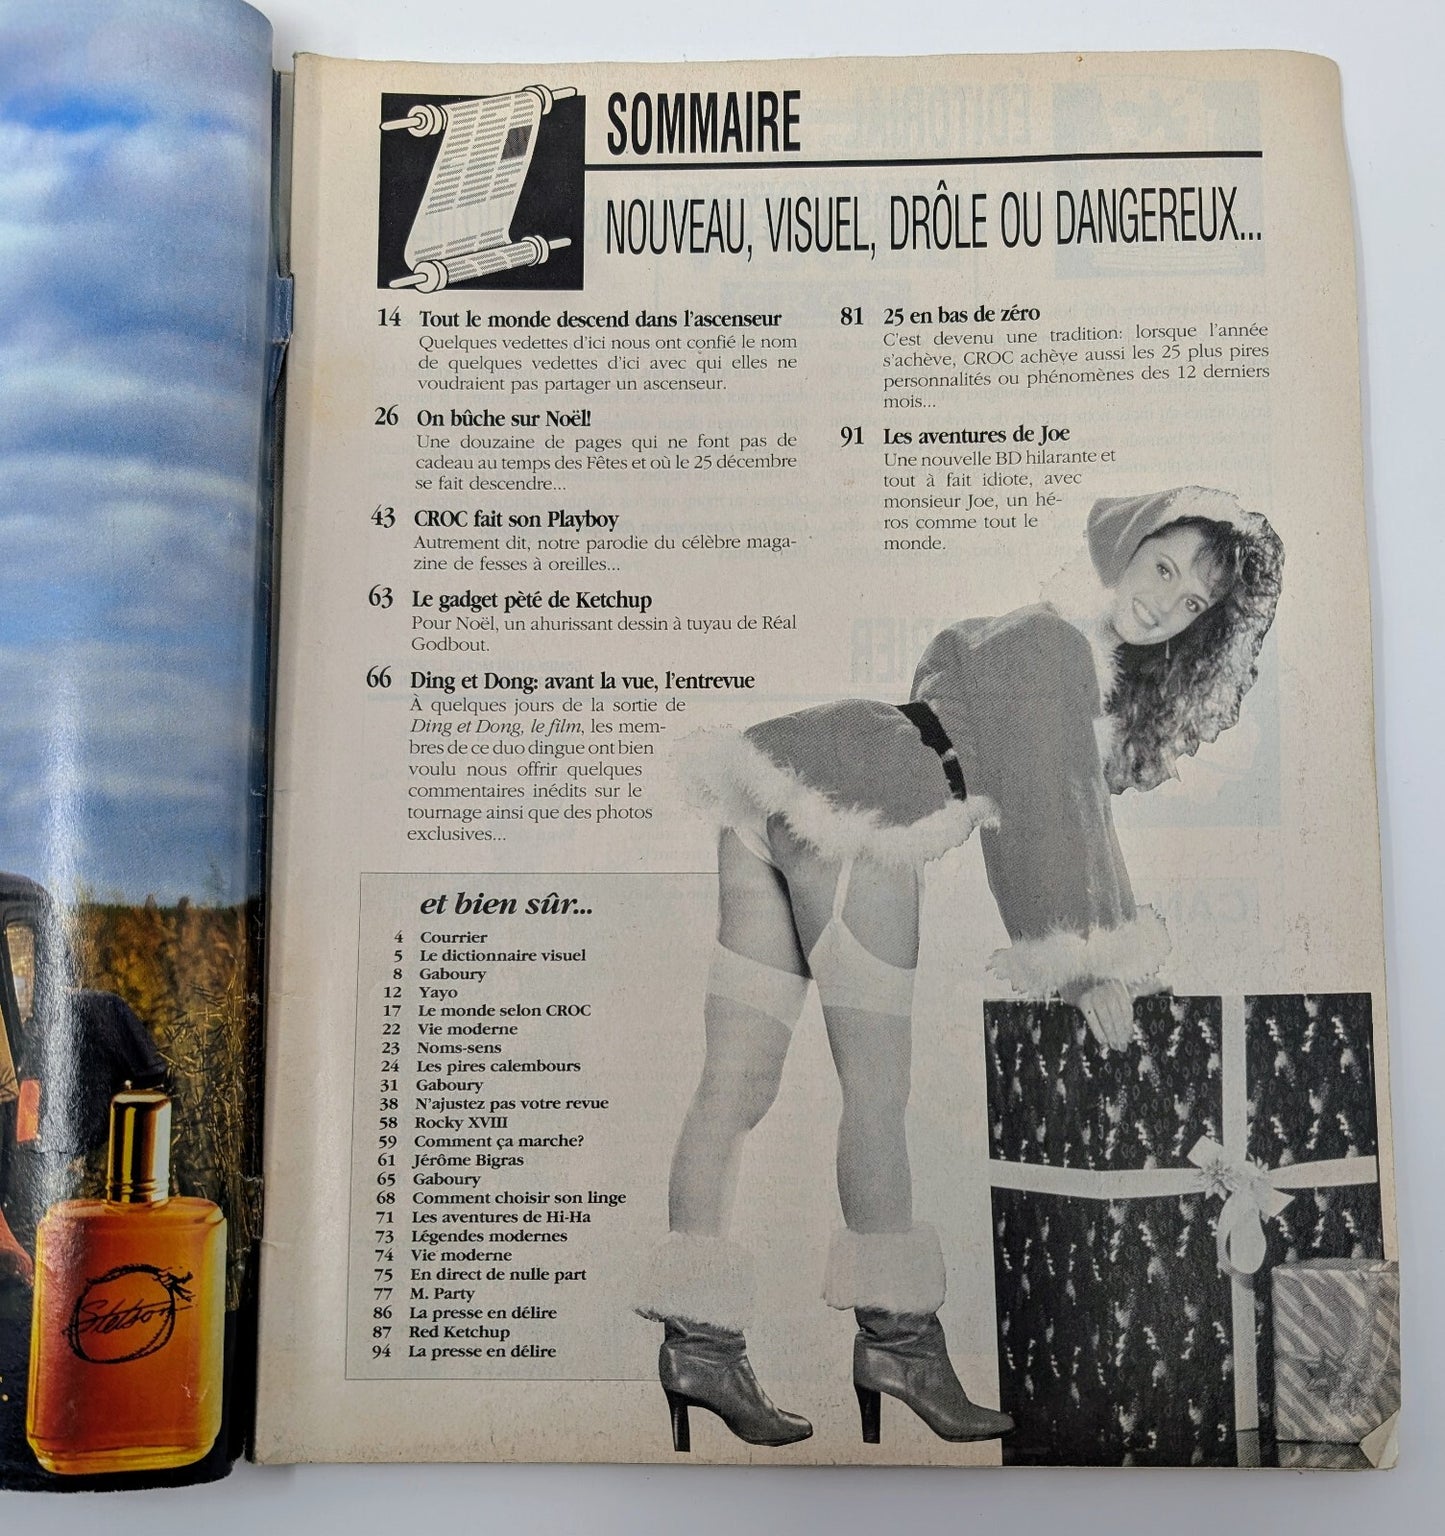 SOMMAIRE
NOUVEAU, VISUEL, DRÔLE OU DANGEREUX...
14 Tout le monde descend dans l'ascenseur
Quelques vedettes d'ici nous ont confié le nom
de quelques vedettes d'ici avec qui elles ne
voudraient pas partager un ascenseur.
26 On bûche sur Noël!
Une douzaine de pages qui ne font pas de
cadeau au temps des Fêtes et où le 25 décembre
se fait descendre...
43 CROC fait son Playboy
Autrement dit, notre parodie du célèbre maga-
zine de fesses à oreilles...
63 Le gadget pèté de Ketchup
Pour Noël, un ahurissant dessin à tuyau de Réal
Godbout.
66 Ding et Dong: avant la vue, l'entrevue
À quelques jours de la sortie de
Ding et Dong, le film, les mem-
bres de ce duo dingue ont bien
voulu nous offrir quelques
commentaires inédits sur le
tournage ainsi que des photos
exclusives...
81 25 en bas de zéro
C'est devenu une tradition: lorsque l'année
s'achève, CROC achève aussi les 25 plus pires
personnalités ou phénomènes des 12 derniers
mois...
91 Les aventures de Joe
Une nouvelle BD hilarante et
tout à fait idiote, avec
monsieur Joe, un hé-
ros comme tout le
monde.
et bien sûr...
4 Courrier
5 Le dictionnaire visuel
8 Gaboury
12 Yayo
17 Le monde selon CROC
22 Vie moderne
23 Noms-sens
24 Les pires calembours
31 Gaboury
38 N'ajustez pas votre revue
58 Rocky XVIII
59 Comment ça marche?
61 Jérôme Bigras
65 Gaboury
68 Comment choisir son linge
71 Les aventures de Hi-Ha
73 Légendes modernes
74 Vie moderne
75 En direct de nulle part
77 M. Party
86 La presse en délire
87 Red Ketchup
94 La presse en délire
Stetson